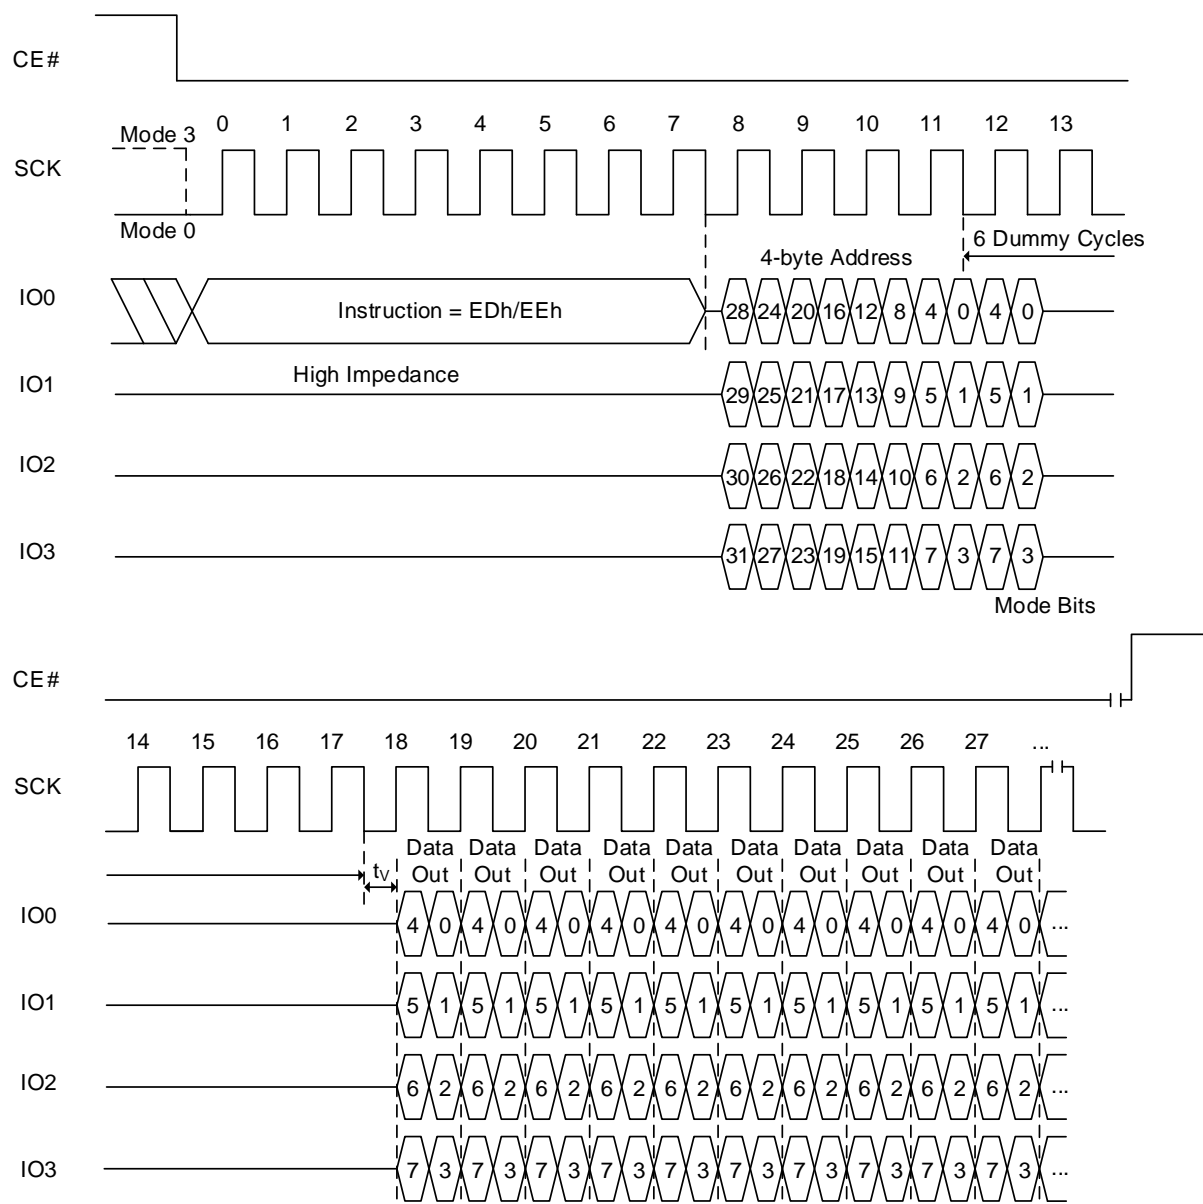 CE#
0 1 2 3 4 5 6 7 8 9 10 11 12 13
Mode 3
SCK
Mode 0
6 Dummy Cycles
4-byte Address
IO0
Instruction = EDh/EEh
28 24 20 16 12 8 4 0 4 0
High Impedance
IO1
29 25 21 17 13 9 5 1 5 1
IO2
30 26 22 18 14 10 6 2 6 2
IO3
31 27 23 19 15 11 7 3 7 3
Mode Bits
CE#
14 15 16 17 18 19 20 21 22 23 24 25 26 27 ...
SCK
Data Data Data Data Data Data Data Data Data Data
tV Out Out Out Out Out Out Out Out Out Out
IO0
4 0 4 0 4 0 4 0 4 0 4 0 4 0 4 0 4 0 4 0 ...
IO1
5 1 5 1 5 1 5 1 5 1 5 1 5 1 5 1 5 1 5 1 ...
IO2
6 2 6 2 6 2 6 2 6 2 6 2 6 2 6 2 6 2 6 2 ...
IO3
7 3 7 3 7 3 7 3 7 3 7 3 7 3 7 3 7 3 7 3 ...